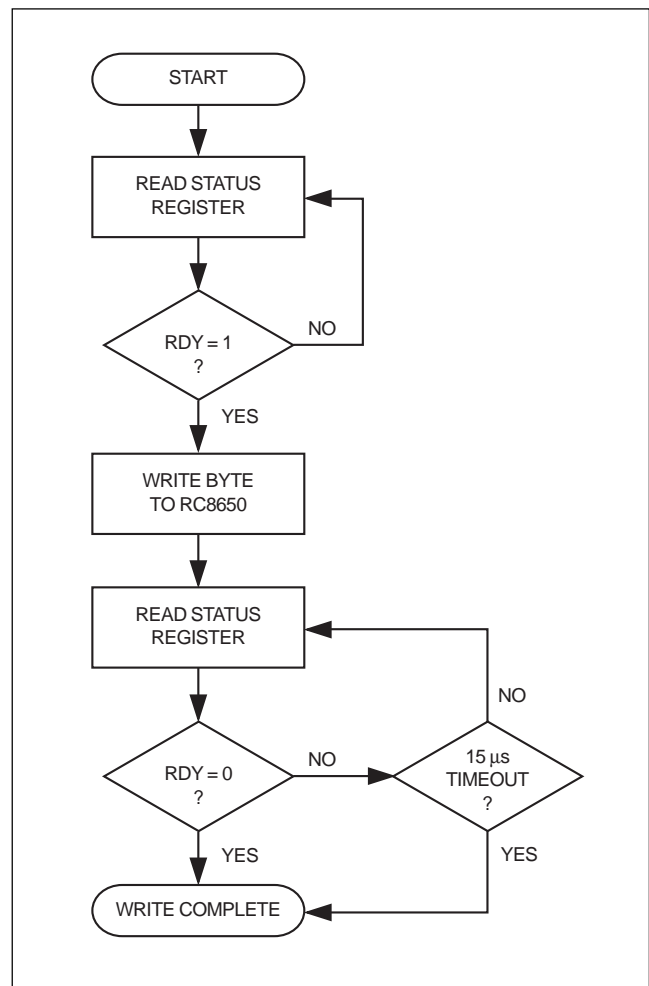 START
READ STATUS
REGISTER
RDY = 1
?
NO
YES
WRITE BYTE
TO RC8650
READ STATUS
REGISTER
NO
RDY = 0
?
NO
15 μs
TIMEOUT
?
YES
YES
WRITE COMPLETE